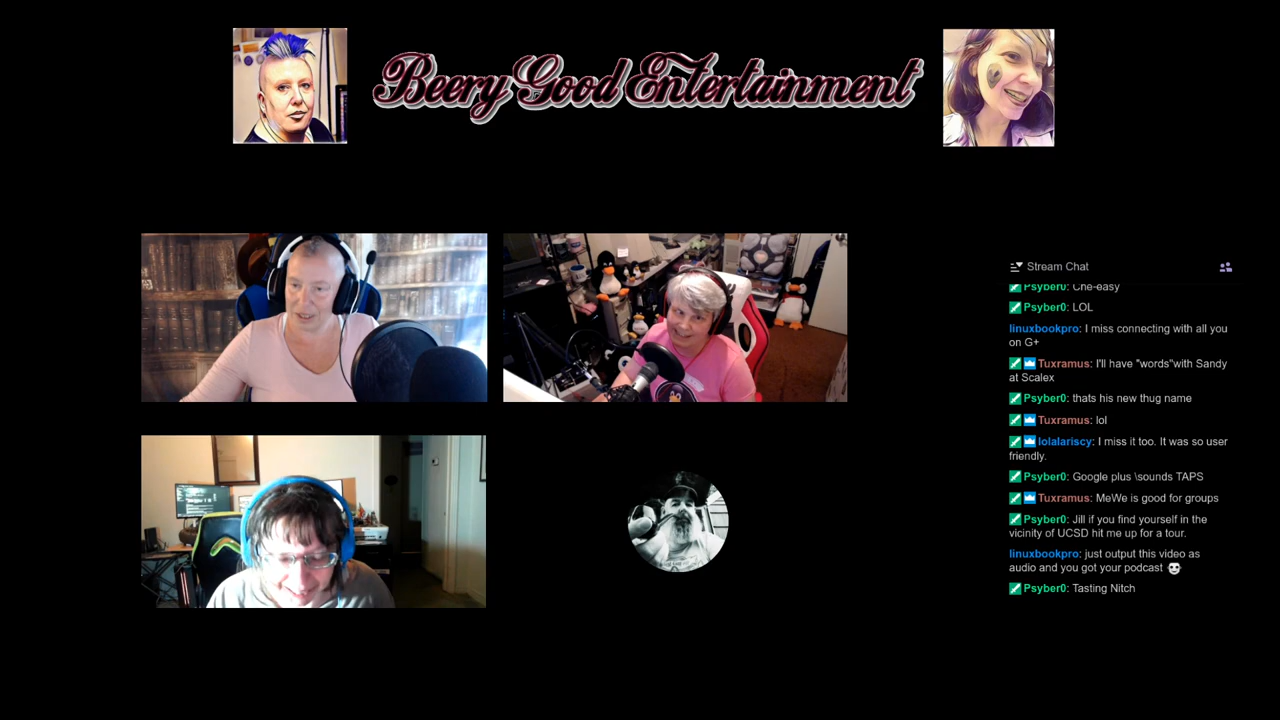 Beery Good Entertainment
Stream Chat
Psyber0: Che-easy
Psyber0: LOL
linuxbookpro: I miss connecting with all you
on G+
Tuxramus: I'll have "words"with Sandy
at Scalex
Psyber0: thats his new thug name
Tuxramus: lol
lolalariscy: I miss it too. It was so user
friendly.
Psyber0: Google plus \sounds TAPS
Tuxramus: MeWe is good for groups
Psyber0: Jill if you find yourself in the
vicinity of UCSD hit me up for a tour.
linuxbookpro: just output this video as
audio and you got your podcast
Psyber0: Tasting Nitch